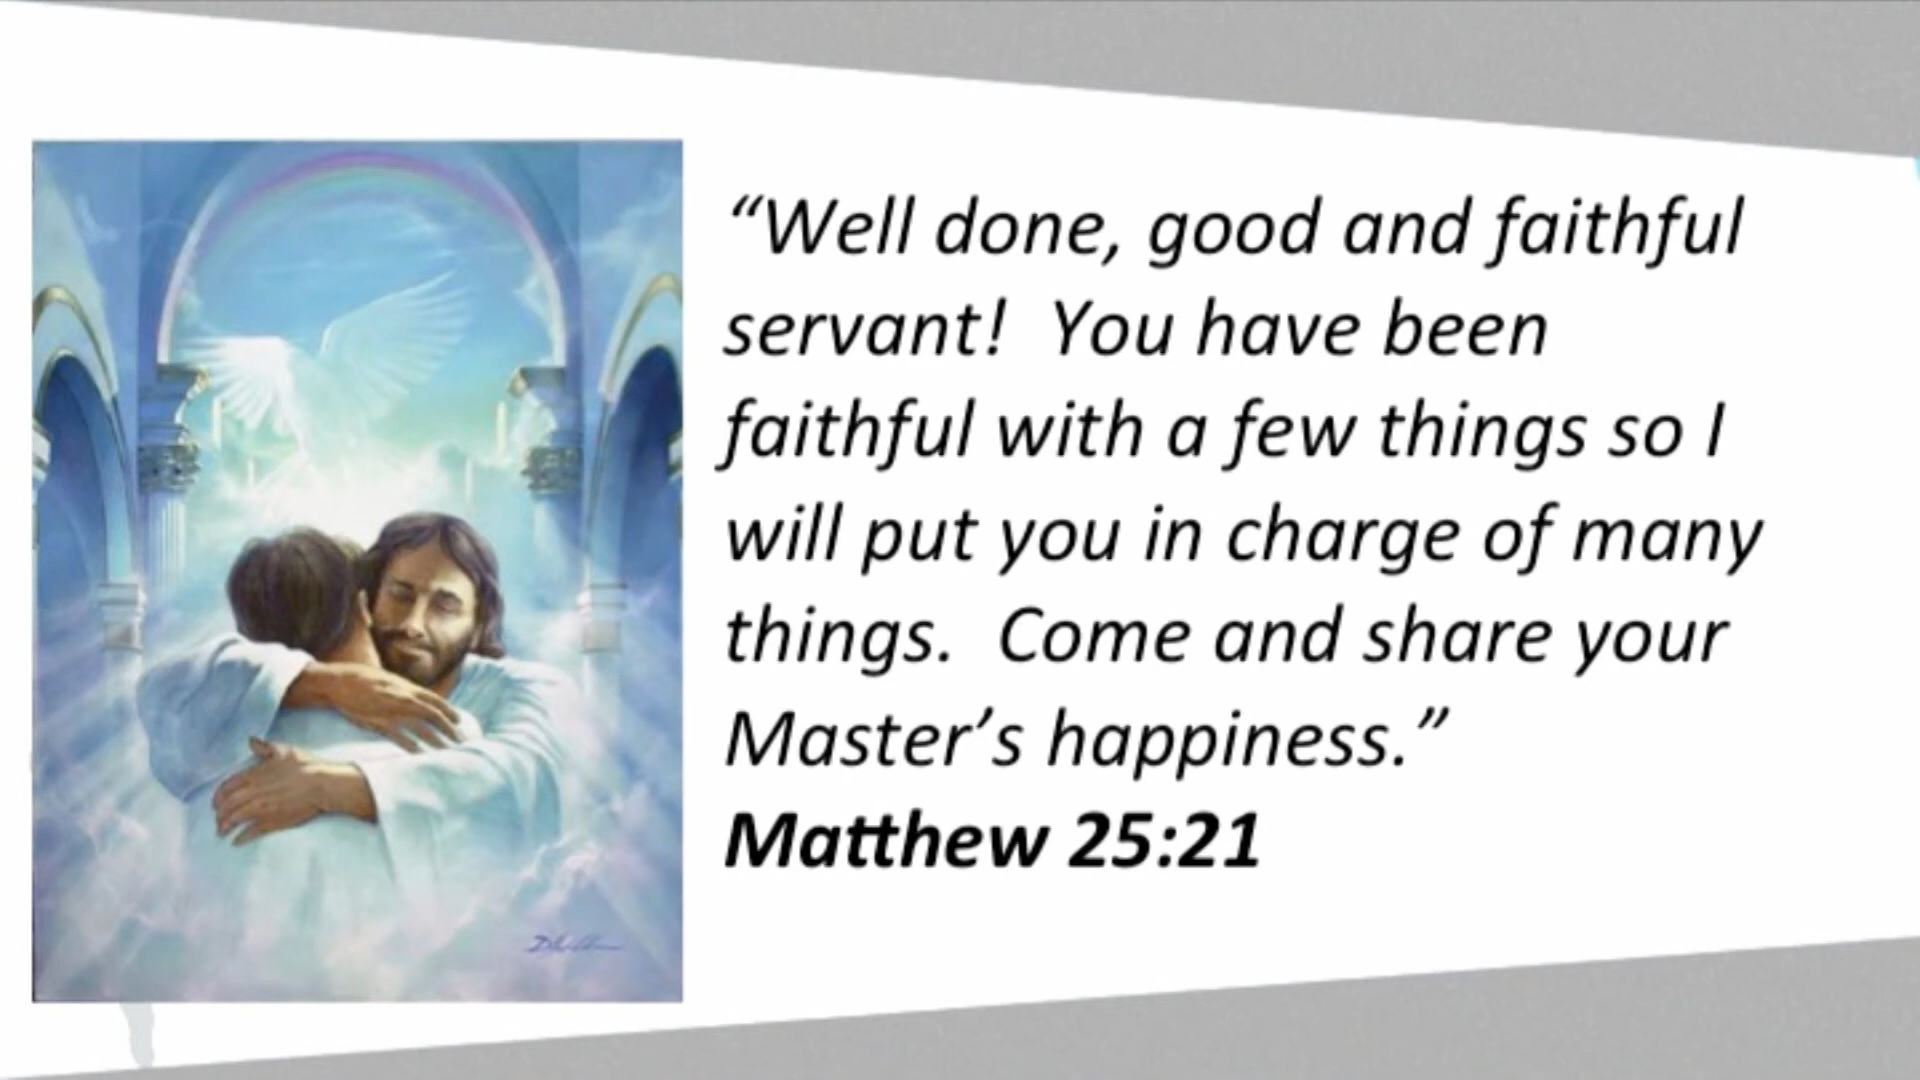 “Well done, good and faithful
servant!  You have been
faithful with a few things so I
will put you in charge of many
things.  Come and share your
Master’s happiness.”
Matthew 25:21